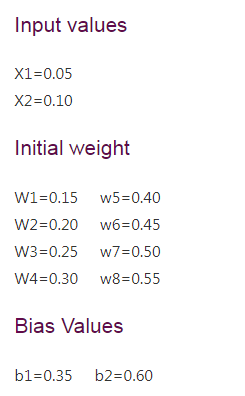 Input values
X1=0.05
X2=0.10
Initial weight
W1=0.15 w5=0.40
W2=0.20 w6=0.45
W3=0.25 w7=0.50
W4=0.30 w8=0.55
Bias Values
b1=0.35 b2=0.60